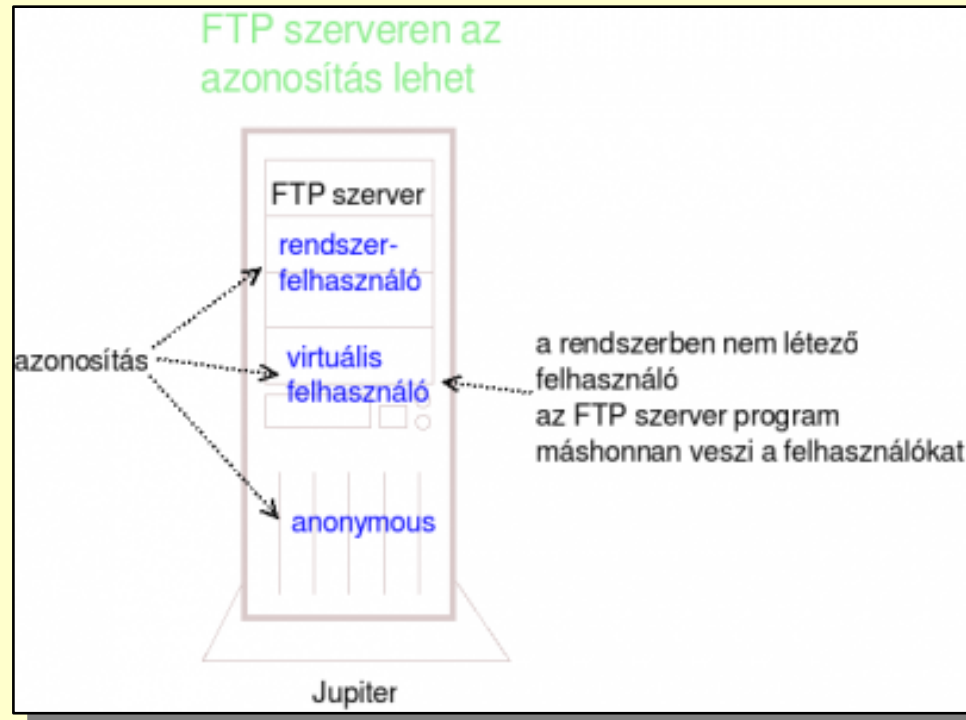 FTP szerveren az
azonosítás lehet
FTP szerver
rendszer-
felhasználó
azonosítás
virtuális
felhasználó
a rendszerben nem létező
felhasználó
az FTP szerver program
máshonnan veszi a felhasználókat
anonymous
Jupiter